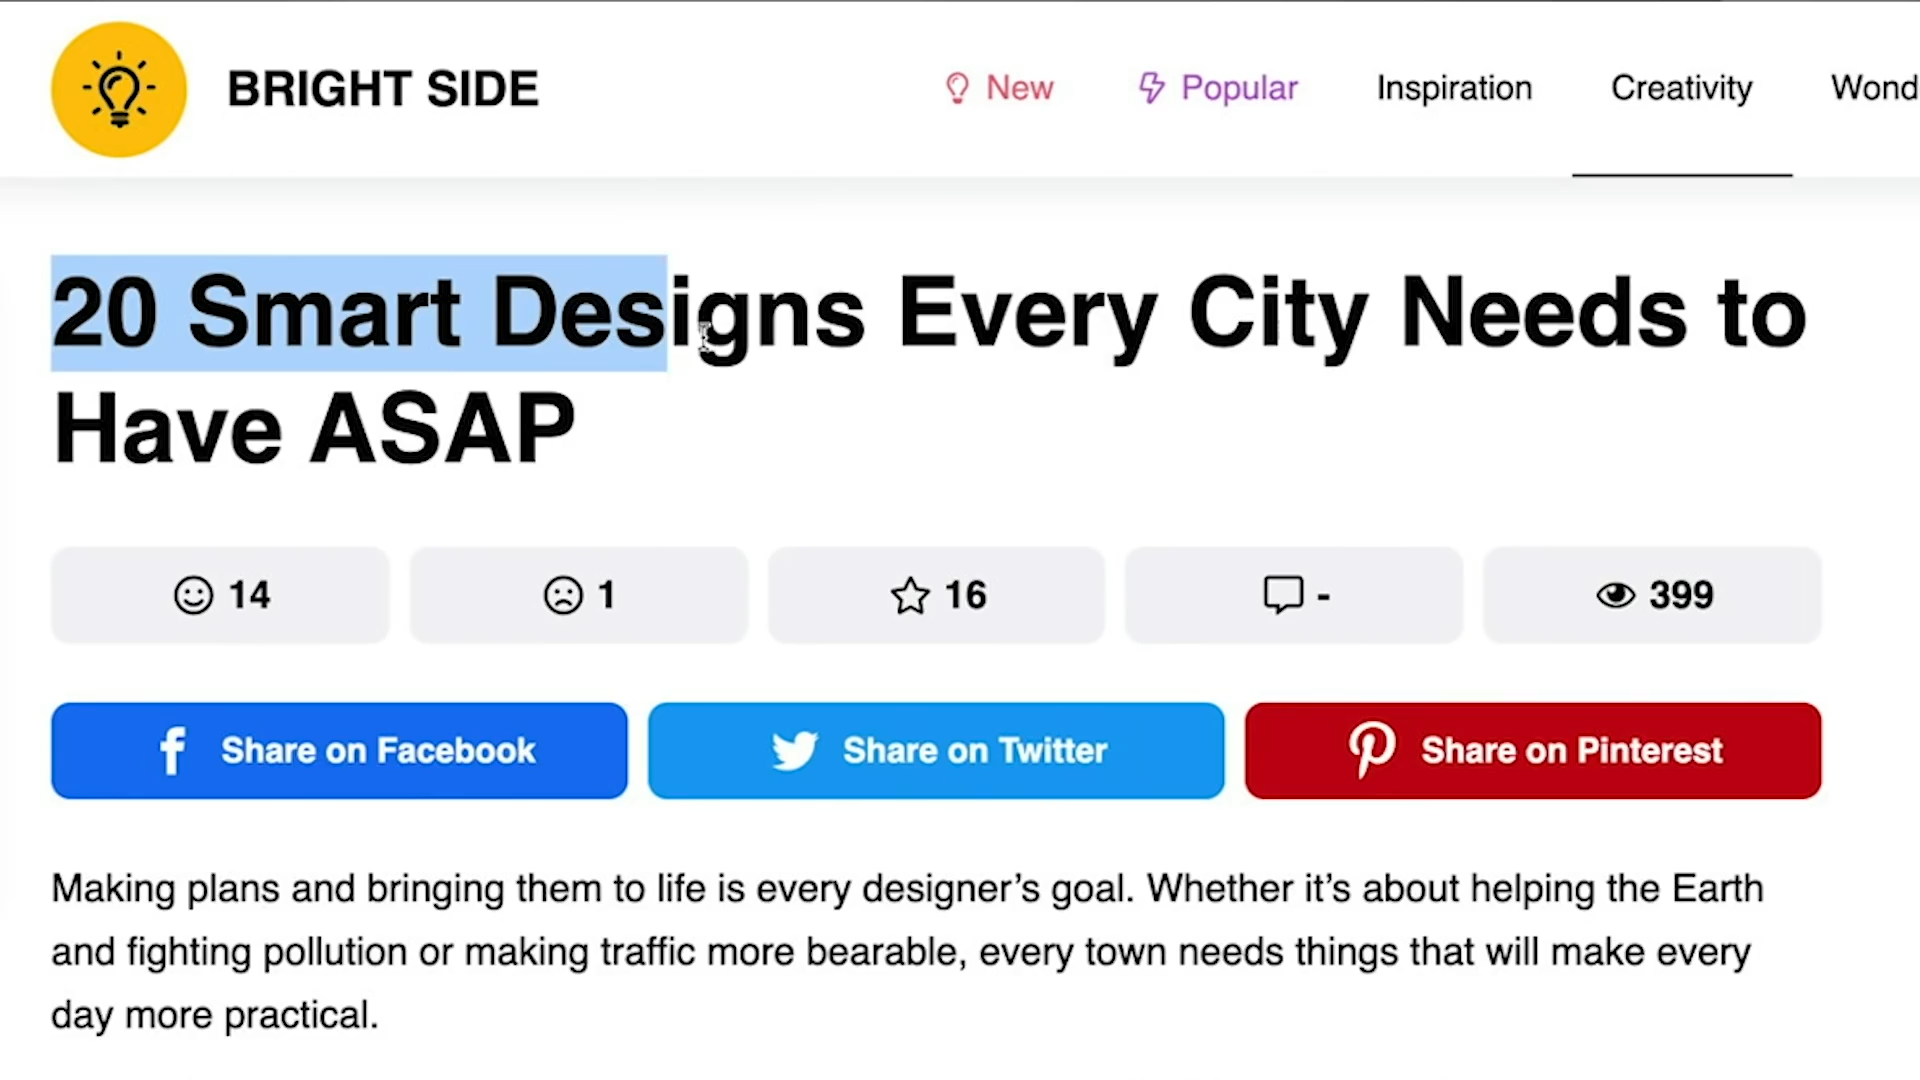 BRIGHT SIDE
New Popular Inspiration Creativity Wond
20 Smart Designs Every City Needs to
Have ASAP
14 1 16 - 399
Share on Facebook Share on Twitter Share on Pinterest
Making plans and bringing them to life is every designer’s goal. Whether it’s about helping the Earth
and fighting pollution or making traffic more bearable, every town needs things that will make every
day more practical.